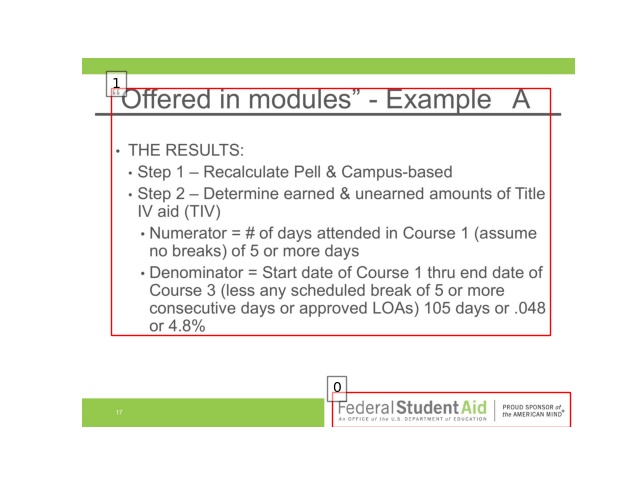 1
“Offered in modules” - Example A
• THE RESULTS:
• Step 1 – Recalculate Pell & Campus-based
• Step 2 – Determine earned & unearned amounts of Title
IV aid (TIV)
• Numerator = # of days attended in Course 1 (assume
no breaks) of 5 or more days
• Denominator = Start date of Course 1 thru end date of
Course 3 (less any scheduled break of 5 or more
consecutive days or approved LOAs) 105 days or .048
or 4.8%
0
17
Federal Student Aid
An OFFICE of the U.S. DEPARTMENT of EDUCATION
PROUD SPONSOR of
the AMERICAN MIND®